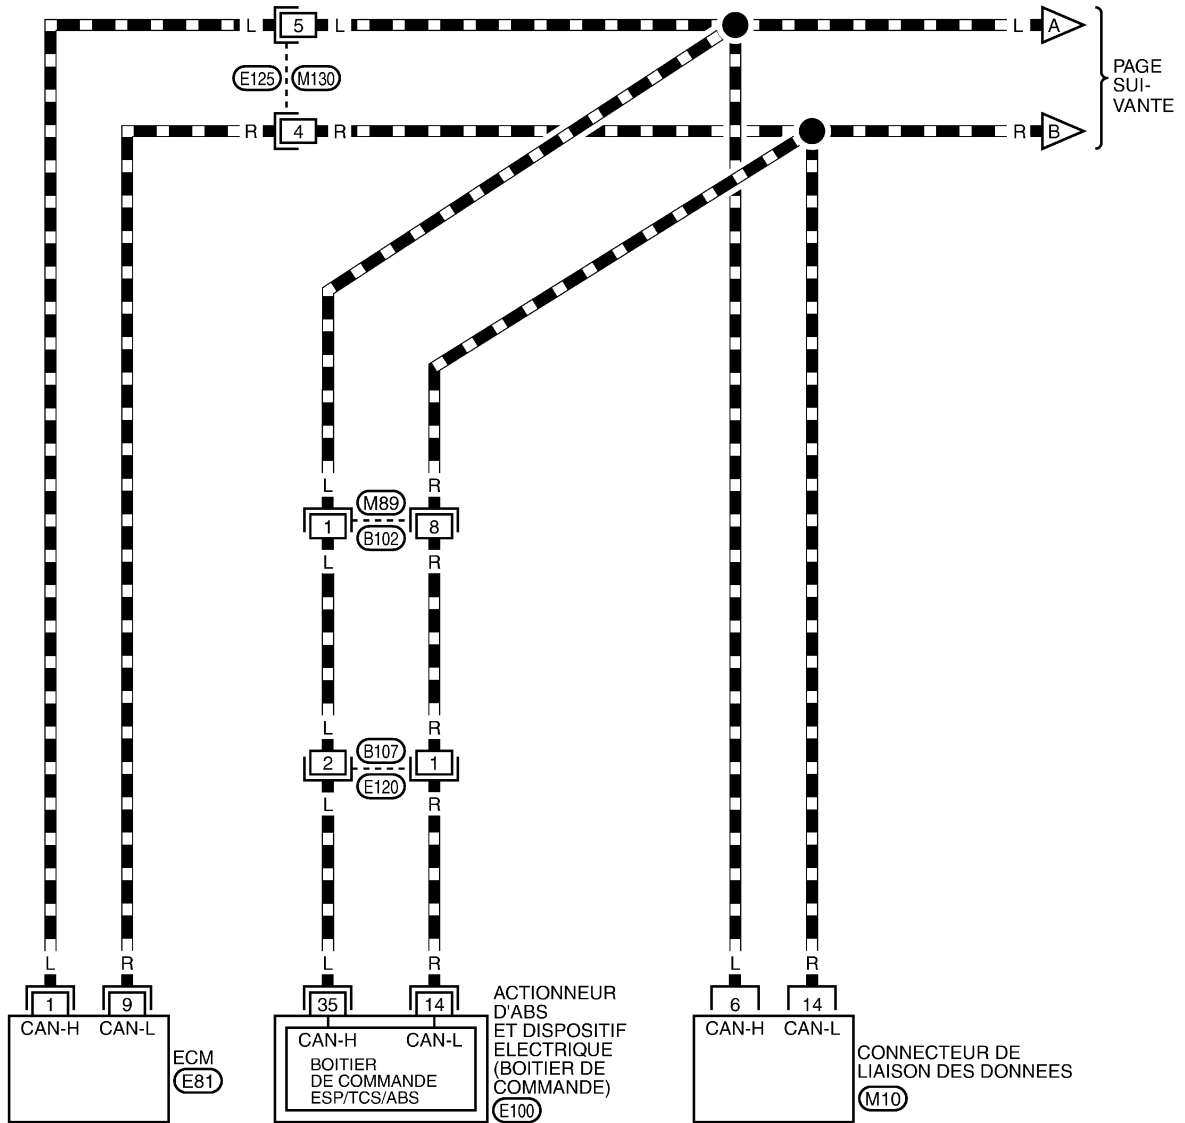 L 5 L L A
E125 M130
PAGE
SUI-
VANTE
R 4 R R B
L R
M89
1 8
B102
L R
L R
B107
2 1
E120
L R
L R L R L R
1 9 35 14 6 14
CAN-H CAN-L
ECM
E81
CAN-H CAN-L
BOITIER
DE COMMANDE
ESP/TCS/ABS
ACTIONNEUR
D'ABS
ET DISPOSITIF
ELECTRIQUE
(BOITIER DE
COMMANDE)
E100
CAN-H CAN-L
CONNECTEUR DE
LIAISON DES DONNEES
M10